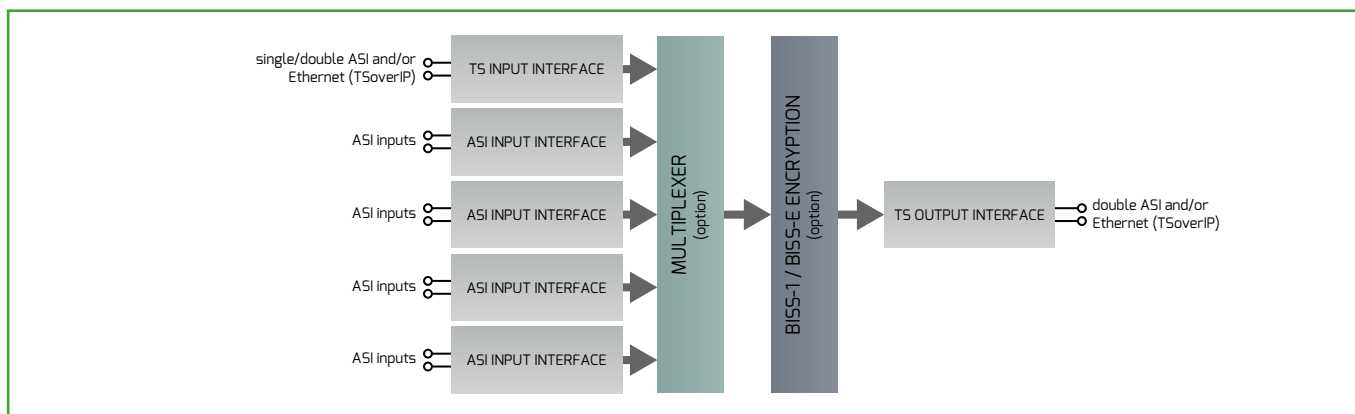 single/double ASI and/or
Ethernet (TSoverIP)
TS INPUT INTERFACE
ASI inputs
ASI INPUT INTERFACE
ASI inputs
ASI INPUT INTERFACE
ASI inputs
ASI INPUT INTERFACE
ASI inputs
ASI INPUT INTERFACE
MULTIPLEXER
(option)
BISS-1 / BISS-E ENCRYPTION
(option)
TS OUTPUT INTERFACE
double ASI and/or
Ethernet (TSoverIP)